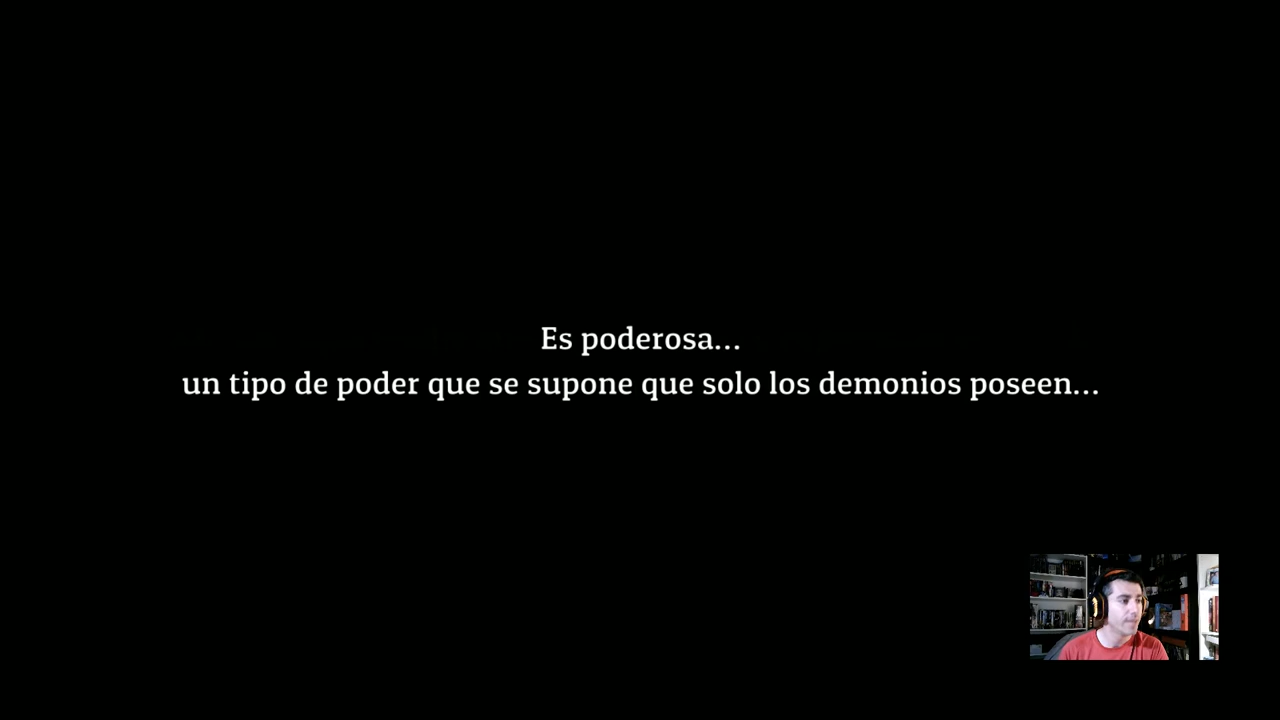 Es poderosa...
un tipo de poder que se supone que solo los demonios poseen...